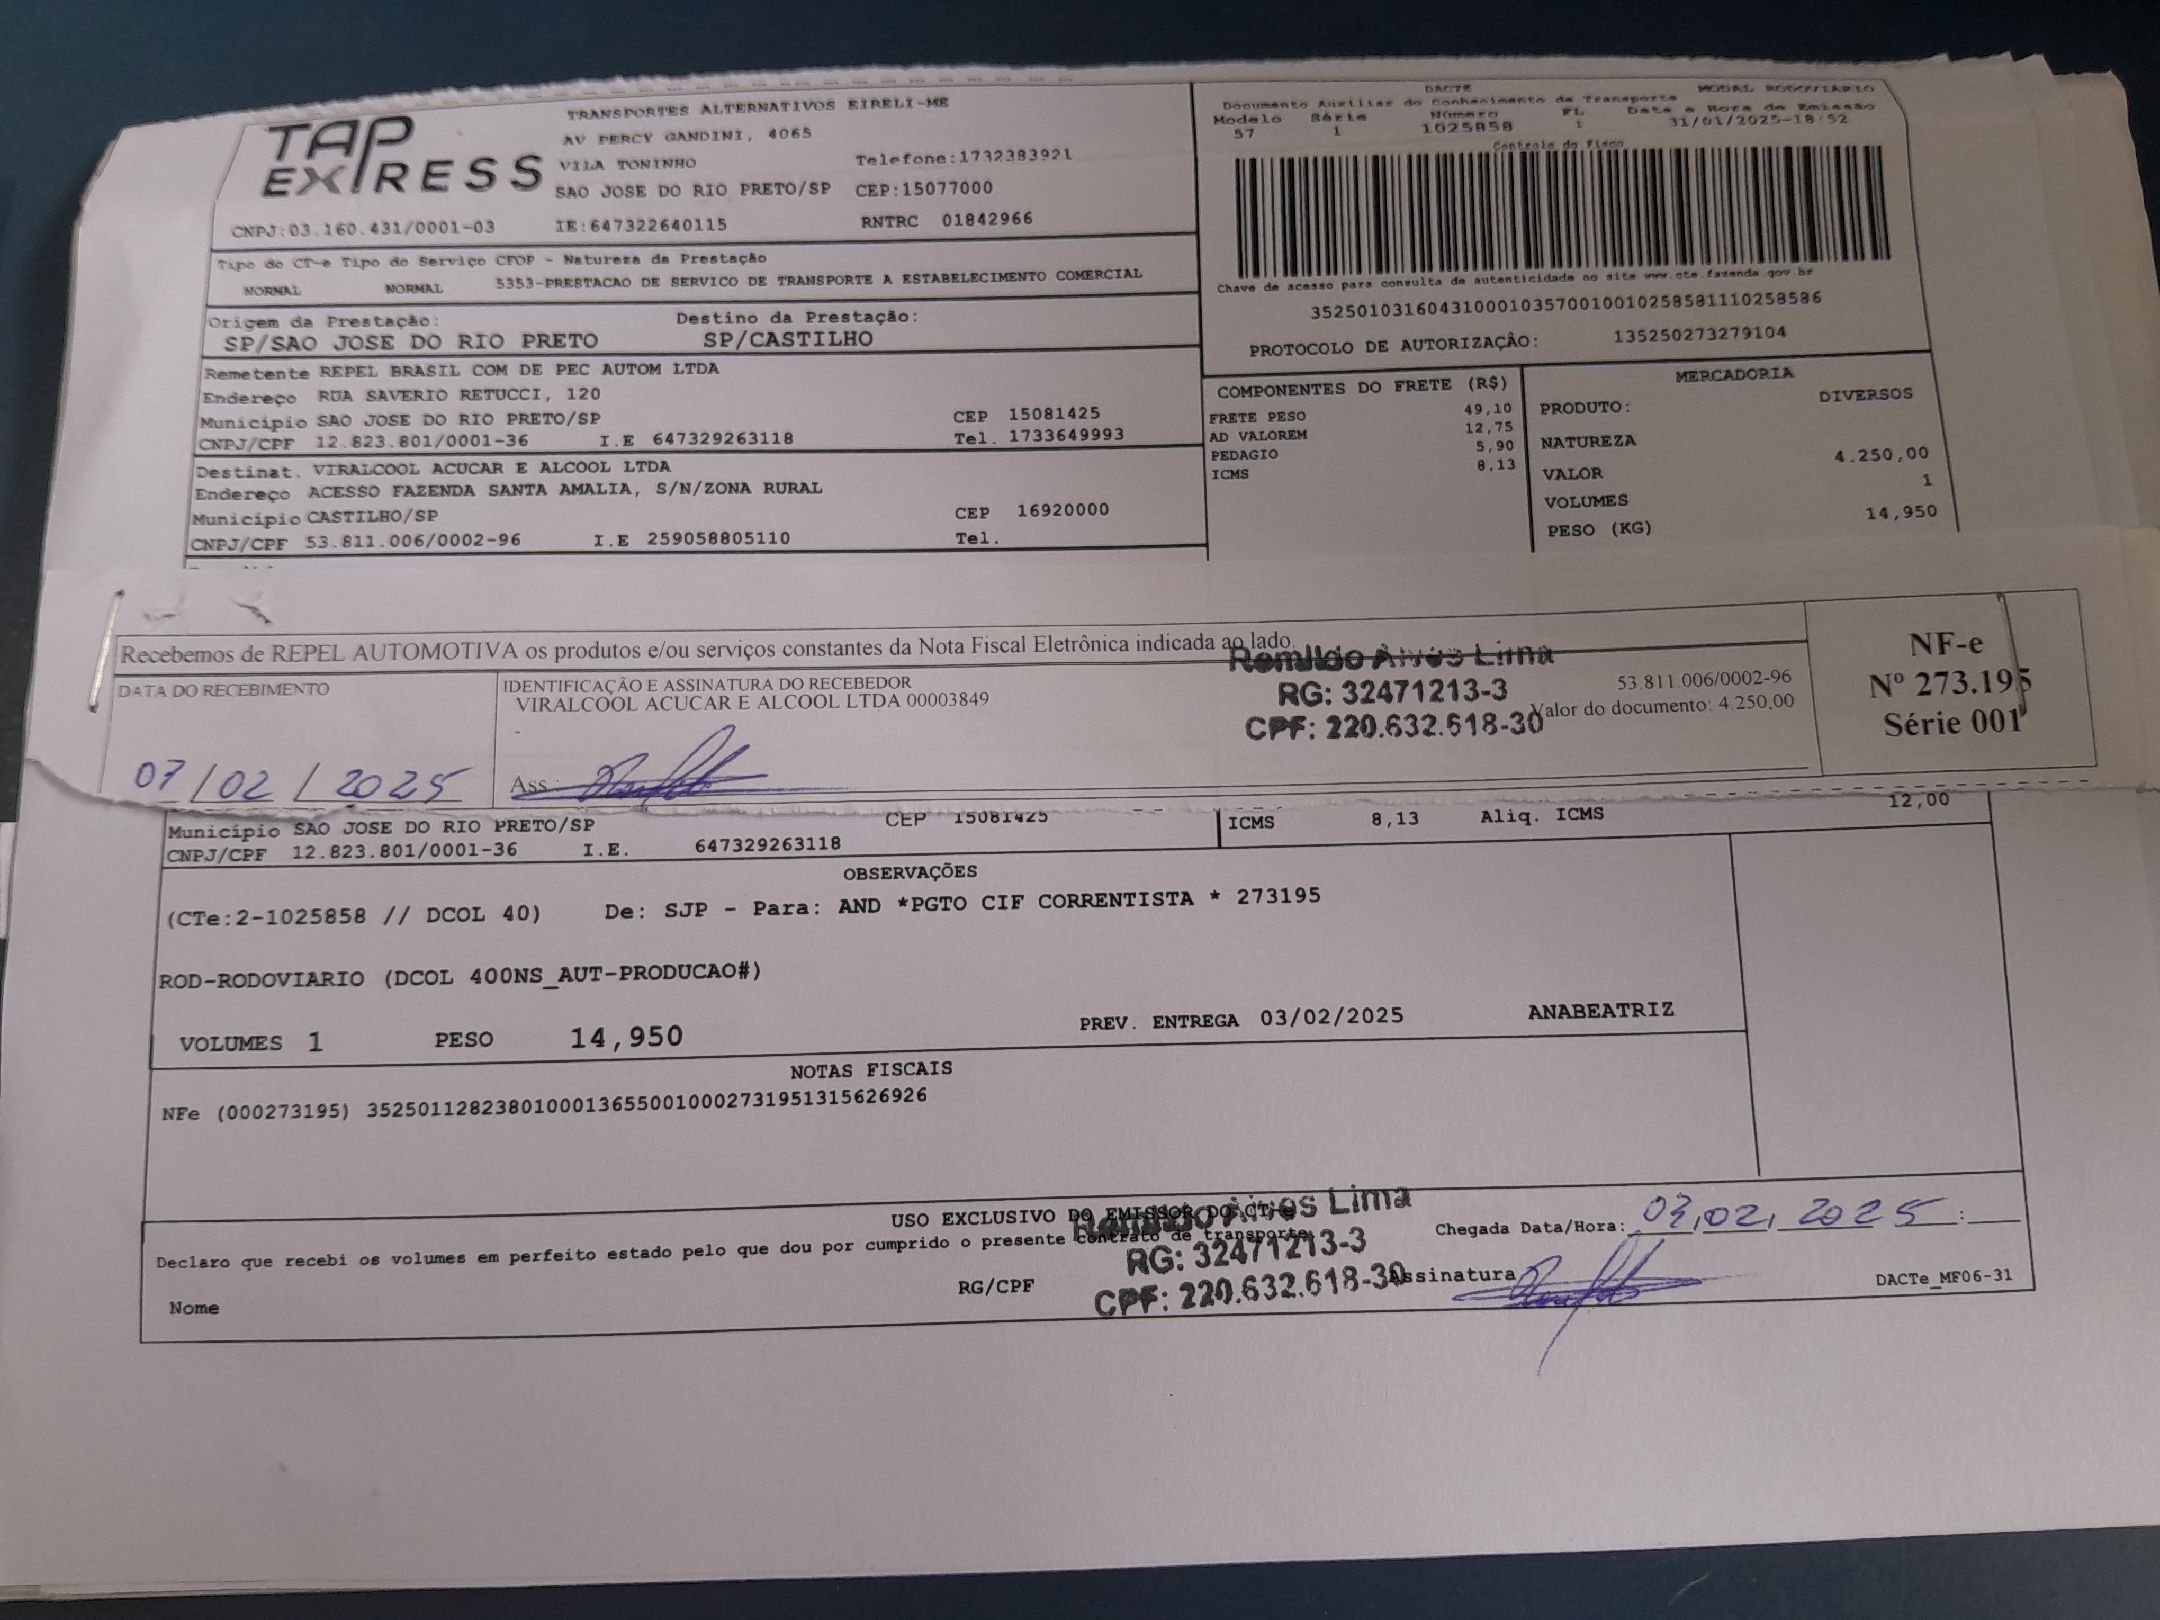 TAP EXPRESS
TRANSPORTES ALTERNATIVOS EIRELI-ME
AV PERCY GANDINI, 4065
VILA TONINHO Telefone:1732383921
SAO JOSE DO RIO PRETO/SP CEP:15077000
CNPJ:03.160.431/0001-03 IE:647322640115 RNTRC 01842966
DACTE MODAL RODOVIÁRIO
Documento Auxiliar do Conhecimento de Transporte
Modelo Série Número FL Data e Hora de Emissão
57 1 1025858 1 31/01/2025-18:52
Controle do Fisco
Chave de acesso para consulta de autenticidade no site www.cte.fazenda.gov.br
35250103160431000103570010010258581110258586
PROTOCOLO DE AUTORIZAÇÂO: 135250273279104
Tipo do CT-e Tipo do Serviço CFOP - Natureza da Prestação
NORMAL NORMAL 5353-PRESTACAO DE SERVICO DE TRANSPORTE A ESTABELECIMENTO COMERCIAL
Origem da Prestação: Destino da Prestação:
SP/SAO JOSE DO RIO PRETO SP/CASTILHO
Remetente REPEL BRASIL COM DE PEC AUTOM LTDA
Endereço RUA SAVERIO RETUCCI, 120
Município SAO JOSE DO RIO PRETO/SP CEP 15081425
CNPJ/CPF 12.823.801/0001-36 I.E 647329263118 Tel. 1733649993
Destinat. VIRALCOOL ACUCAR E ALCOOL LTDA
Endereço ACESSO FAZENDA SANTA AMALIA, S/N/ZONA RURAL
Município CASTILHO/SP CEP 16920000
CNPJ/CPF 53.811.006/0002-96 I.E 259058805110 Tel.
COMPONENTES DO FRETE (R$)
FRETE PESO 49,10
AD VALOREM 12,75
PEDAGIO 5,90
ICMS 8,13
MERCADORIA
PRODUTO: DIVERSOS
NATUREZA
VALOR 4.250,00
VOLUMES 1
PESO (KG) 14,950
Recebemos de REPEL AUTOMOTIVA os produtos e/ou serviços constantes da Nota Fiscal Eletrônica indicada ao lado.
DATA DO RECEBIMENTO
07/02/2025
IDENTIFICAÇÃO E ASSINATURA DO RECEBEDOR
VIRALCOOL ACUCAR E ALCOOL LTDA 00003849
-
Ass.:
Remildo Alves Lima
RG: 32471213-3
CPF: 220.632.618-30
53.811.006/0002-96
Valor do documento: 4.250,00
NF-e
Nº 273.195
Série 001
Município SAO JOSE DO RIO PRETO/SP CEP 15081425
CNPJ/CPF 12.823.801/0001-36 I.E. 647329263118
ICMS 8,13 Aliq. ICMS 12,00
OBSERVAÇÕES
(CTe:2-1025858 // DCOL 40) De: SJP - Para: AND *PGTO CIF CORRENTISTA * 273195
ROD-RODOVIARIO (DCOL 400NS_AUT-PRODUCAO#)
VOLUMES 1 PESO 14,950 PREV. ENTREGA 03/02/2025 ANABEATRIZ
NOTAS FISCAIS
NFe (000273195) 35250112823801000136550010002731951315626926
USO EXCLUSIVO DO EMISSOR DO CT-e
Declaro que recebi os volumes em perfeito estado pelo que dou por cumprido o presente contrato de transporte.
Nome RG/CPF
Remildo Alves Lima
RG: 32471213-3
CPF: 220.632.618-30
Chegada Data/Hora: 07/02/2025 :
Assinatura
DACTe_MF06-31